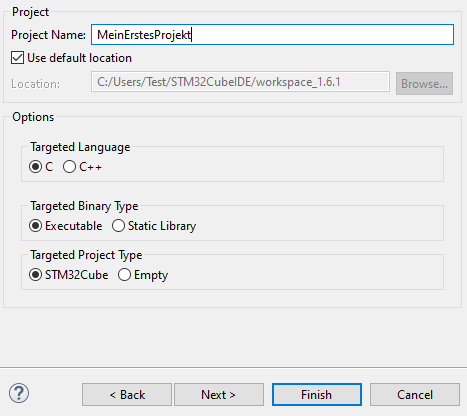 Project
Project Name: MeinErstesProjekt
Use default location
Location: C:/Users/Test/STM32CubeIDE/workspace_1.6.1 Browse...
Options
Targeted Language
C C++
Targeted Binary Type
Executable Static Library
Targeted Project Type
STM32Cube Empty
? < Back Next > Finish Cancel